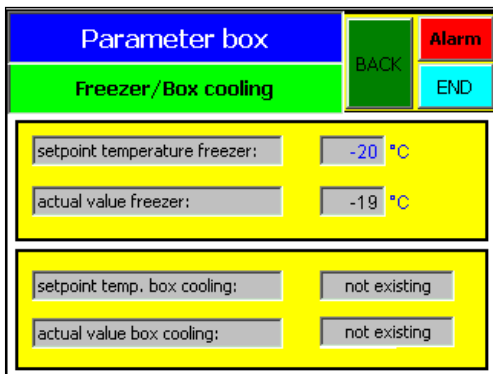 Parameter box
BACK
Alarm
Freezer/Box cooling
END
setpoint temperature freezer: -20 °C
actual value freezer: -19 °C
setpoint temp. box cooling: not existing
actual value box cooling: not existing